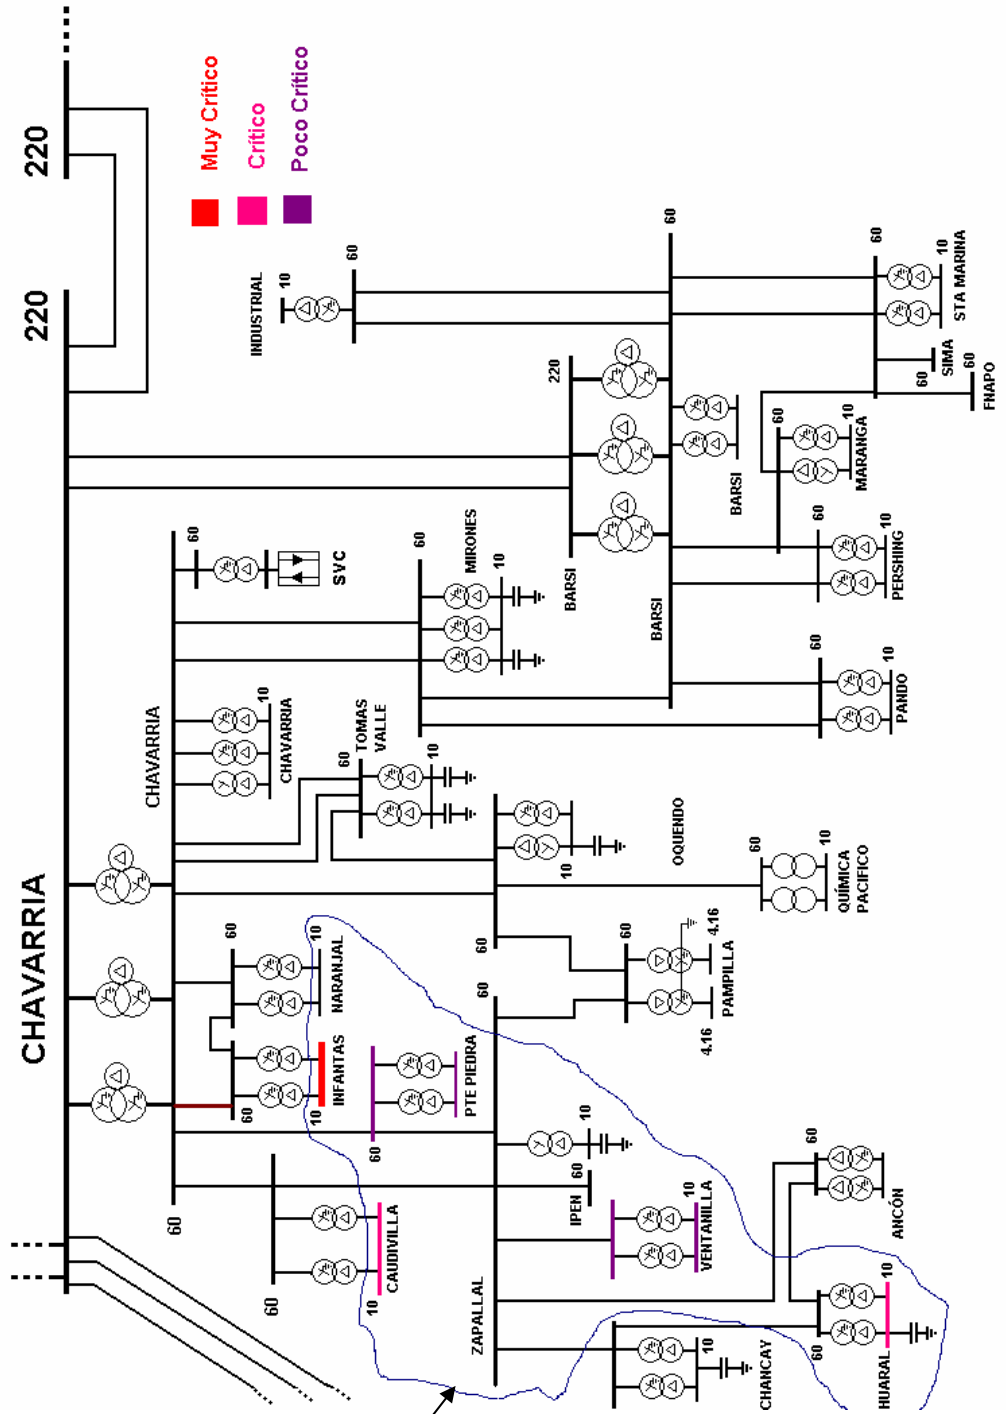 CHAVARRIA
220
220
Muy Crítico
Crítico
Poco Crítico
60
CHAVARRIA
60
SVC
60
CAUDIVILLA
10
60
INFANTAS
10
60
NARANJAL
10
CHAVARRIA
10
60
TOMAS
VALLE
10
60
MIRONES
10
INDUSTRIAL
10
60
60
PTE PIEDRA
ZAPALLAL
60
60
10
OQUENDO
10
IPEN
60
BARSI
220
BARSI
60
BARSI
VENTANILLA
10
60
PAMPILLA
4.16
4.16
60
QUÍMICA
PACIFICO
10
CHANCAY
10
60
HUARAL
10
60
ANCÓN
60
PANDO
10
60
PERSHING
10
60
MARANGA
10
60
STA MARINA
10
SIMA
60
FNAPO
60